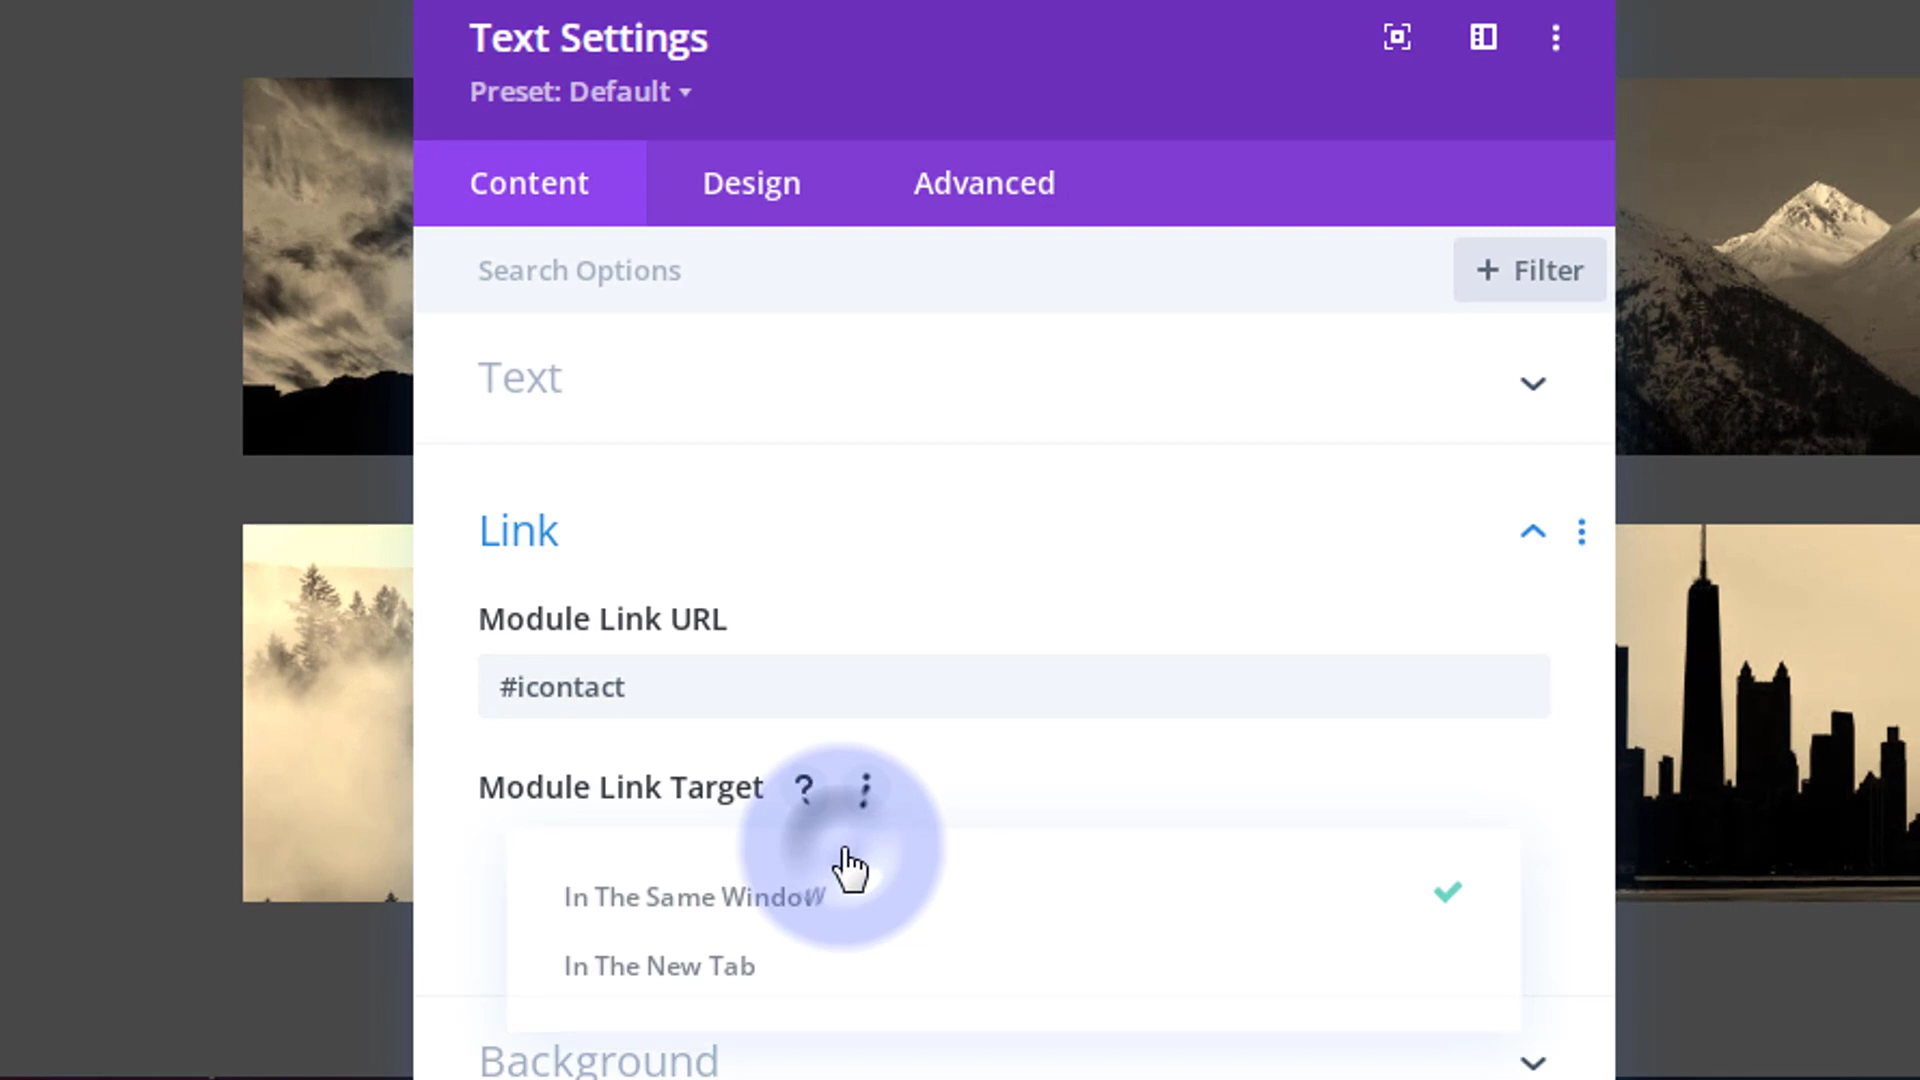 Text Settings
Preset: Default
Content Design Advanced
Search Options
+ Filter
Text
Link
Module Link URL
#icontact
Module Link Target ?
In The Same Window
In The New Tab
Background